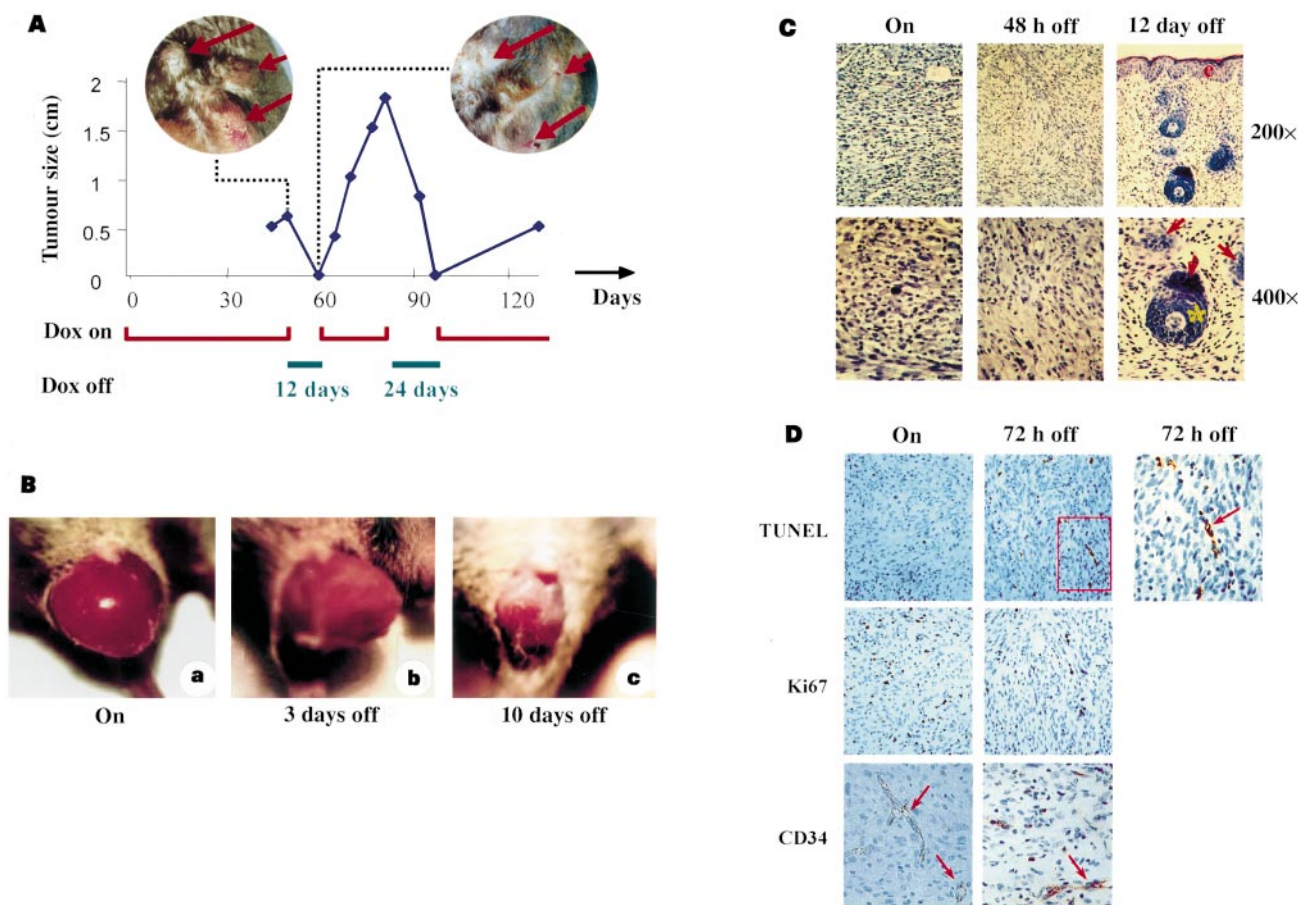 A
2
1.5
1
0.5
0
Tumour size (cm)
0 30 60 90 120 Days
Dox on
Dox off
12 days 24 days
B
a b c
On 3 days off 10 days off
C
On 48 h off 12 day off
e
200×
400×
D
On 72 h off 72 h off
TUNEL
Ki67
CD34